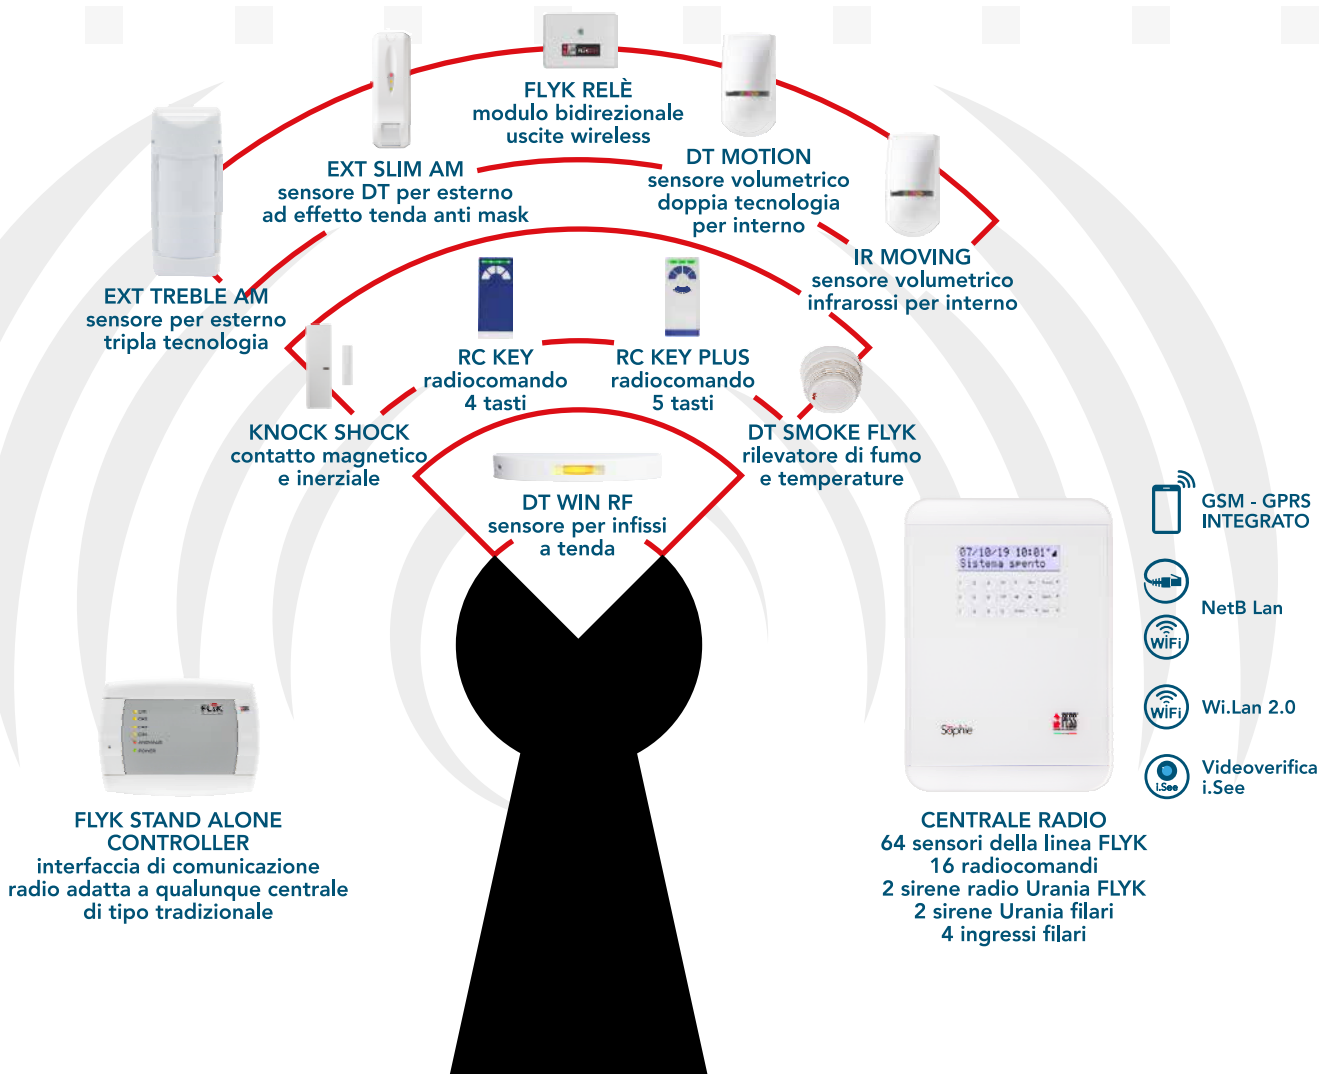 FLYK RELÈ
modulo bidirezionale
uscite wireless
EXT SLIM AM
sensore DT per esterno
ad effetto tenda anti mask
DT MOTION
sensore volumetrico
doppia tecnologia
per interno
IR MOVING
sensore volumetrico
infrarossi per interno
EXT TREBLE AM
sensore per esterno
tripla tecnologia
RC KEY
radiocomando
4 tasti
RC KEY PLUS
radiocomando
5 tasti
KNOCK SHOCK
contatto magnetico
e inerziale
DT SMOKE FLYK
rilevatore di fumo
e temperature
DT WIN RF
sensore per infissi
a tenda
07/10/19 10:01
Sistema spento
Sophie
GSM - GPRS
INTEGRATO
NetB Lan
WiFi
WiFi
Wi.Lan 2.0
i.See
Videoverifica
i.See
FLYK
POWER
FLYK STAND ALONE
CONTROLLER
interfaccia di comunicazione
radio adatta a qualunque centrale
di tipo tradizionale
CENTRALE RADIO
64 sensori della linea FLYK
16 radiocomandi
2 sirene radio Urania FLYK
2 sirene Urania filari
4 ingressi filari